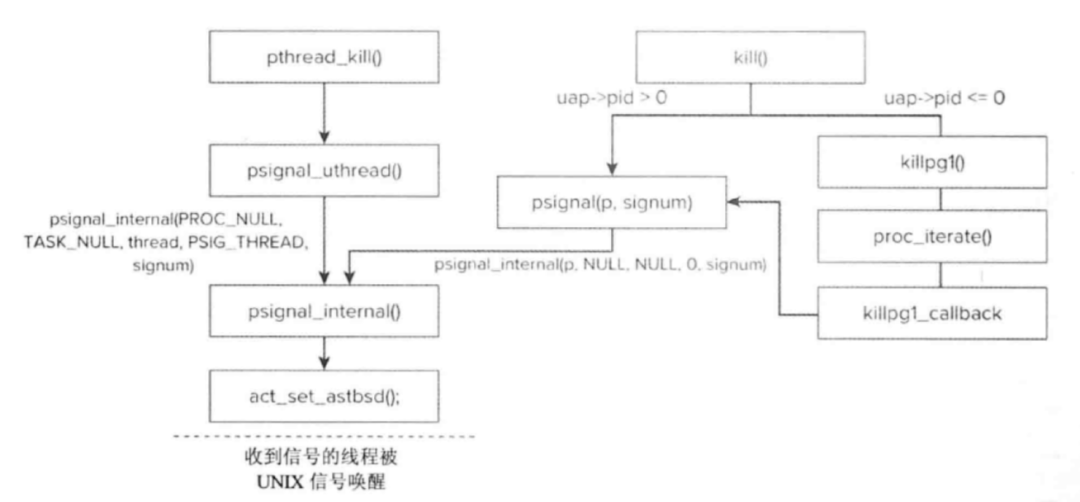 pthread_kill()
kill()
uap->pid > 0
uap->pid <= 0
psignal_uthread()
killpg1()
psignal(p, signum)
psignal_internal(PROC_NULL,
TASK_NULL, thread, PSIG_THREAD,
signum)
proc_iterate()
psignal_internal(p, NULL, NULL, 0, signum)
psignal_internal()
killpg1_callback
act_set_astbsd();
收到信号的线程被
UNIX 信号唤醒